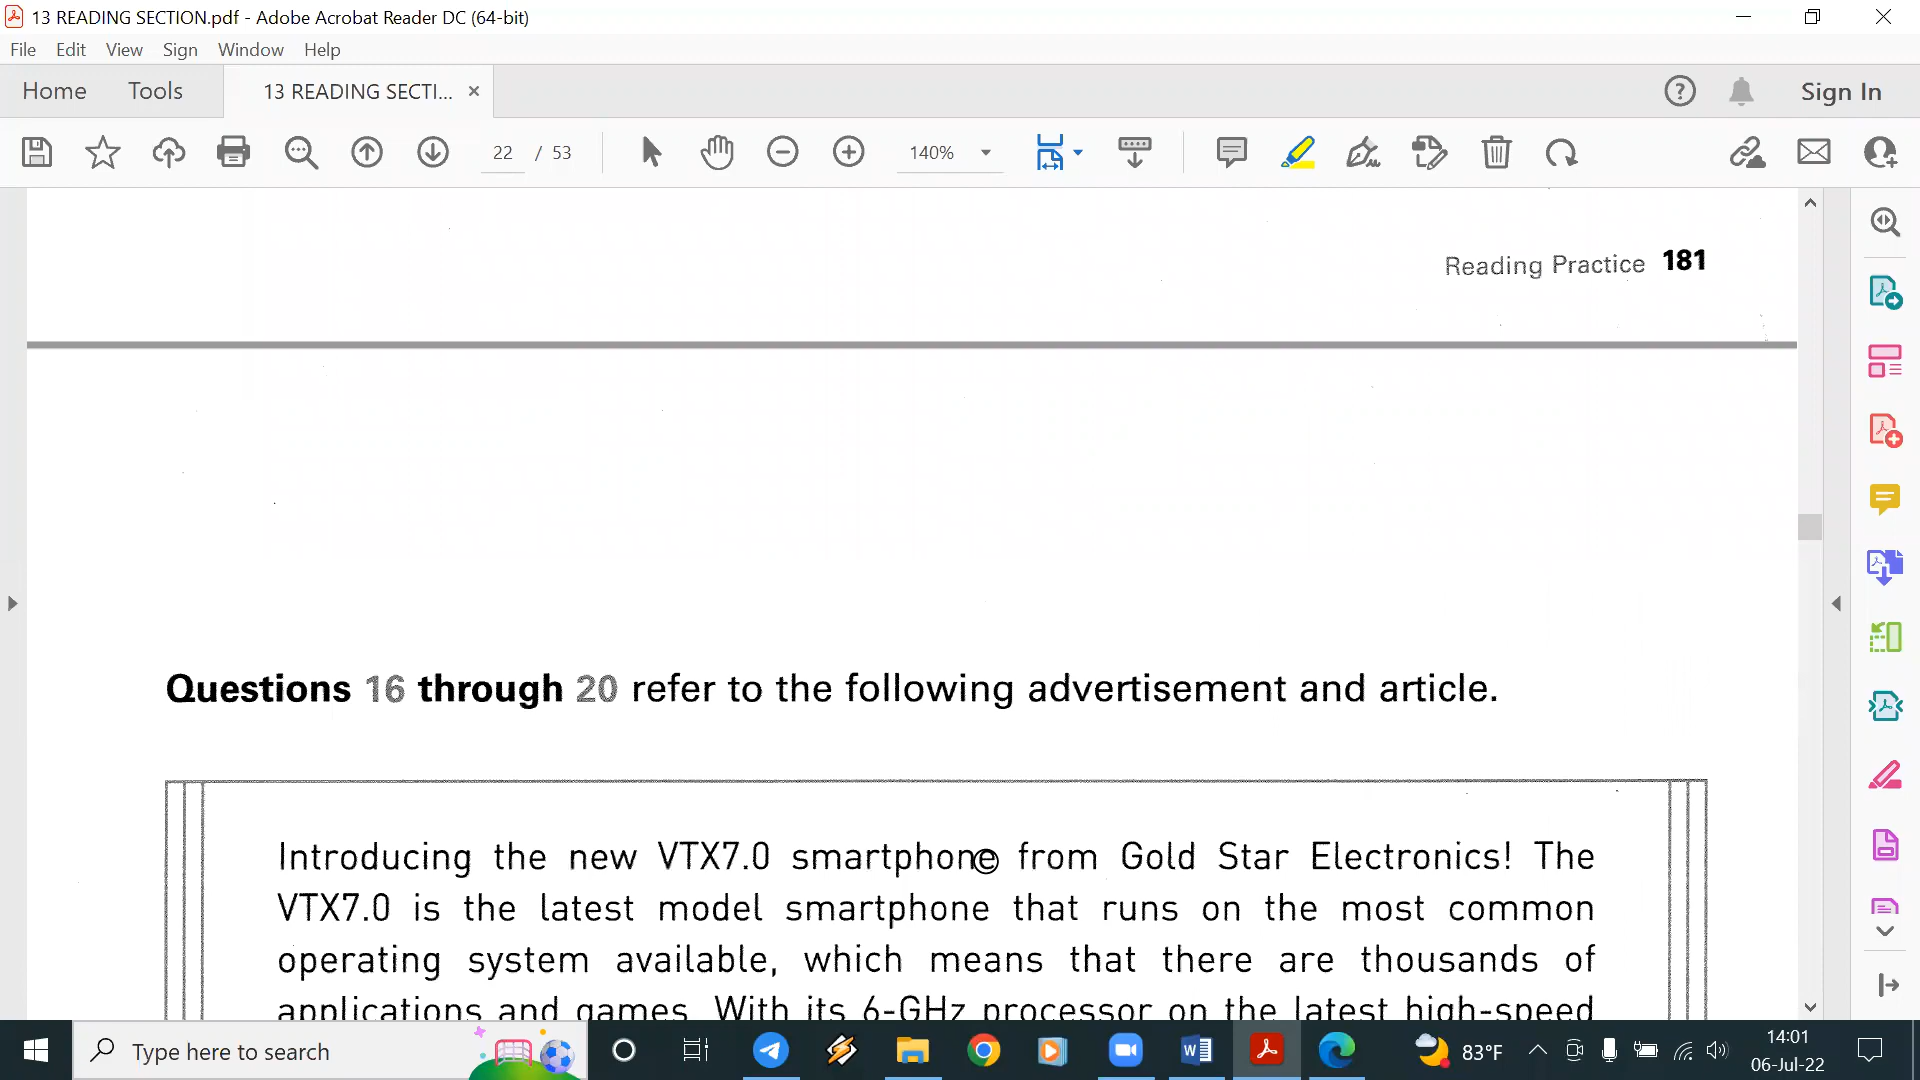 13 READING SECTION.pdf - Adobe Acrobat Reader DC (64-bit)
File Edit View Sign Window Help
Home Tools 13 READING SECTI... × Sign In
22 / 53 140%
Reading Practice 181
Questions 16 through 20 refer to the following advertisement and article.
Introducing the new VTX7.0 smartphone from Gold Star Electronics! The
VTX7.0 is the latest model smartphone that runs on the most common
operating system available, which means that there are thousands of
applications and games. With its 6-GHz processor on the latest high-speed
Type here to search
83°F
14:01
06-Jul-22